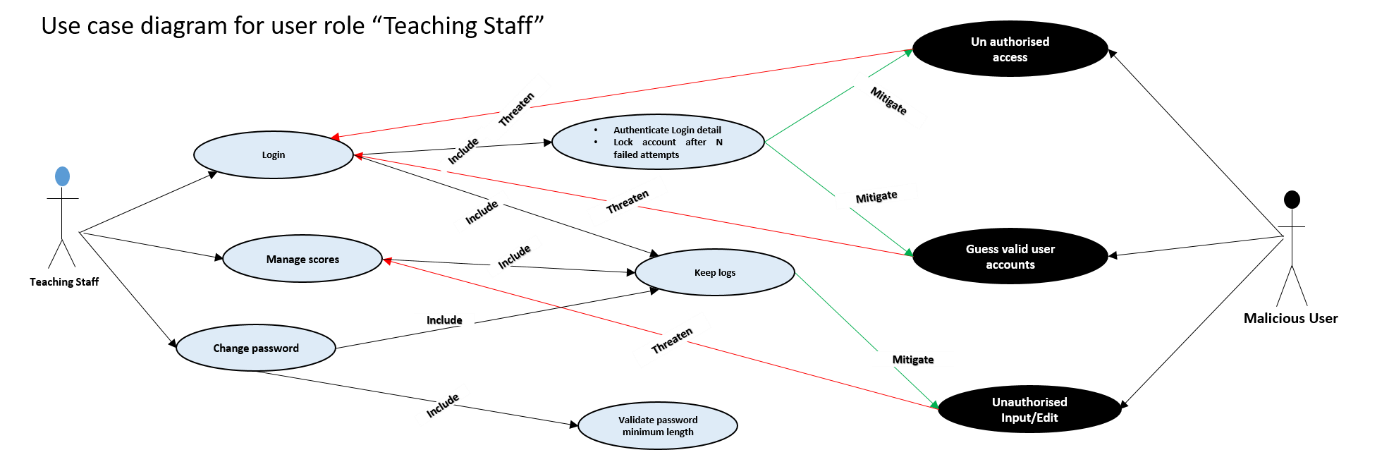 Use case diagram for user role “Teaching Staff”
Un authorised
access
Threaten
Mitigate
• Authenticate Login detail
• Lock account after N
failed attempts
Include
Login
Mitigate
Threaten
Include
Guess valid user
accounts
Include
Manage scores
Keep logs
Teaching Staff
Malicious User
Include
Threaten
Change password
Mitigate
Include
Unauthorised
Input/Edit
Validate password
minimum length